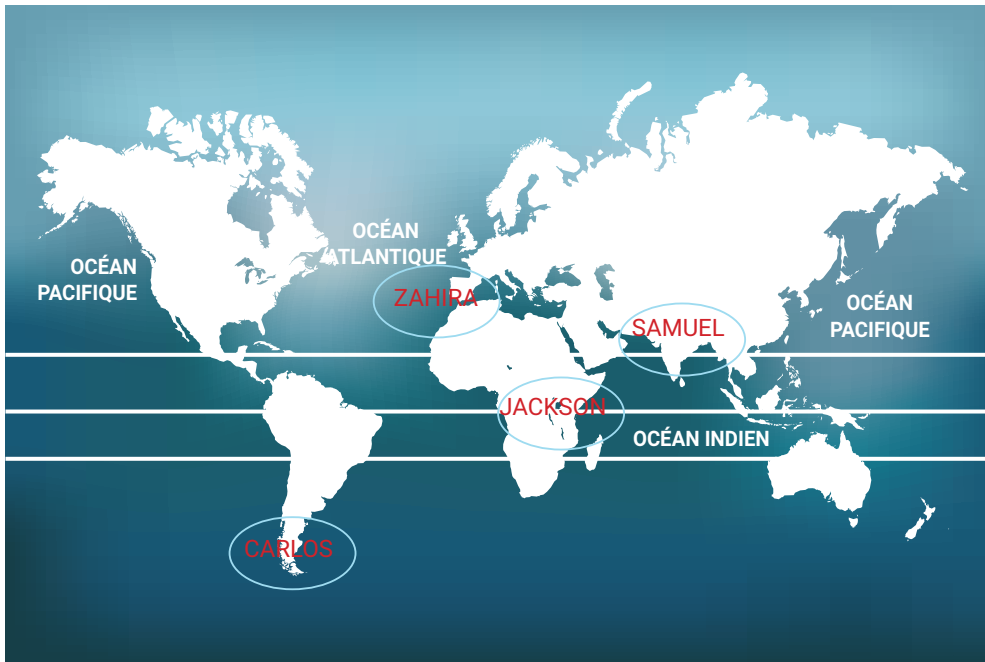 OCÉAN
ATLANTIQUE
OCÉAN
PACIFIQUE
ZAHIRA
OCÉAN
PACIFIQUE
SAMUEL
JACKSON
OCÉAN INDIEN
CARLOS